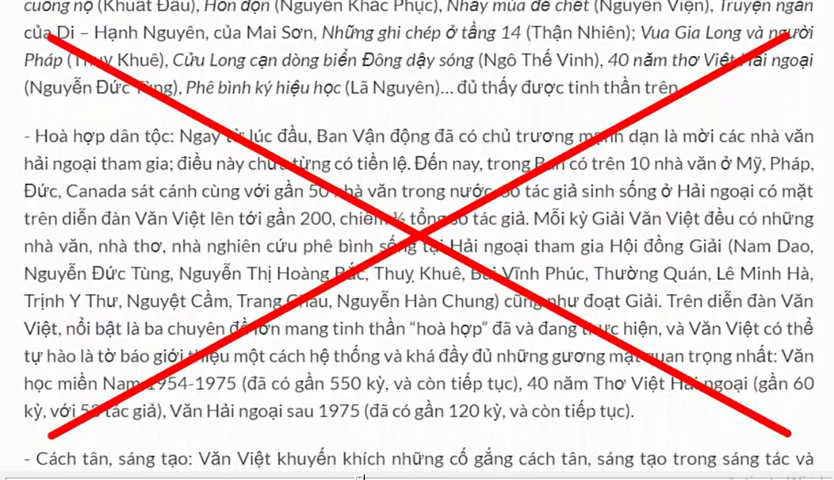 cuồng nộ (Khuất Đẩu), Hỗn độn (Nguyễn Khắc Phục), Nhảy múa để chết (Nguyễn Viện), Truyện ngắn
của Di – Hạnh Nguyên, của Mai Sơn, Những ghi chép ở tầng 14 (Thận Nhiên); Vua Gia Long và người
Pháp (Thụy Khuê), Cửu Long cạn dòng biển Đông dậy sóng (Ngô Thế Vinh), 40 năm thơ Việt Hải ngoại
(Nguyễn Đức Tùng), Phê bình ký hiệu học (Lã Nguyên)... đủ thấy được tinh thần trên.
- Hoà hợp dân tộc: Ngay từ lúc đầu, Ban Vận động đã có chủ trương mạnh dạn là mời các nhà văn
hải ngoại tham gia; điều này chưa từng có tiền lệ. Đến nay, trong Ban có trên 10 nhà văn ở Mỹ, Pháp,
Đức, Canada sát cánh cùng với gần 50 nhà văn trong nước. Số tác giả sinh sống ở Hải ngoại có mặt
trên diễn đàn Văn Việt lên tới gần 200, chiếm tổng số tác giả. Mỗi kỳ Giải Văn Việt đều có những
nhà văn, nhà thơ, nhà nghiên cứu phê bình sống tại Hải ngoại tham gia Hội đồng Giải (Nam Dao,
Nguyễn Đức Tùng, Nguyễn Thị Hoàng Bắc, Thuỵ Khuê, Bùi Vĩnh Phúc, Thường Quán, Lê Minh Hà,
Trịnh Y Thư, Nguyệt Cầm, Trang Châu, Nguyễn Hàn Chung) cũng như đoạt Giải. Trên diễn đàn Văn
Việt, nổi bật là ba chuyên đề lớn mang tinh thần “hoà hợp” đã và đang thực hiện, và Văn Việt có thể
tự hào là tờ báo giới thiệu một cách hệ thống và khá đầy đủ những gương mặt quan trọng nhất: Văn
học miền Nam 1954-1975 (đã có gần 550 kỳ, và còn tiếp tục), 40 năm Thơ Việt Hải ngoại (gần 60
kỳ, với tác giả), Văn Hải ngoại sau 1975 (đã có gần 120 kỳ, và còn tiếp tục).
- Cách tân, sáng tạo: Văn Việt khuyến khích những cố gắng cách tân, sáng tạo trong sáng tác và